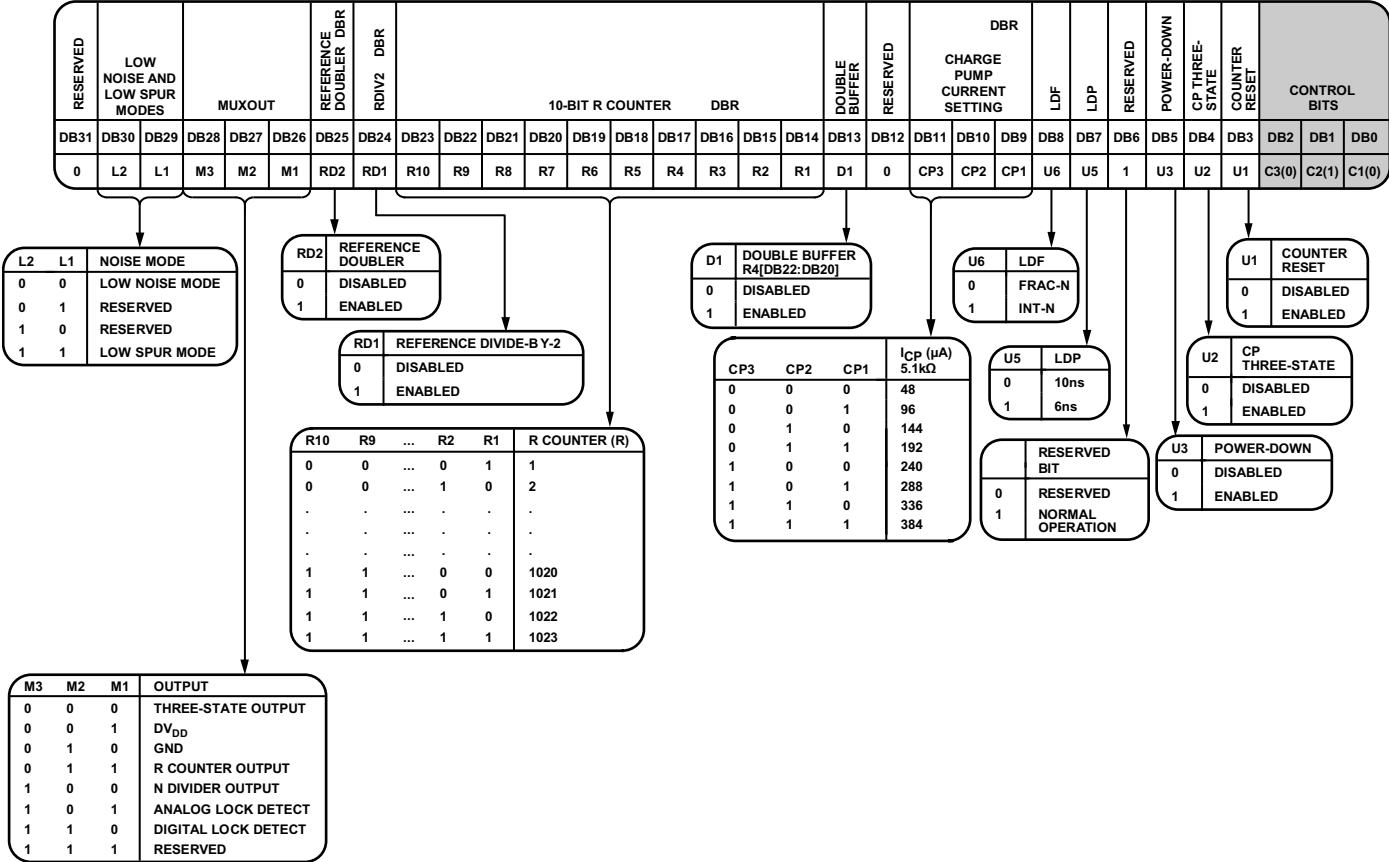 RESERVED
LOW
NOISE AND
LOW SPUR
MODES
MUXOUT
REFERENCE
DOUBLER DBR
RDIV2 DBR
10-BIT R COUNTER DBR
DOUBLE
BUFFER
RESERVED
DBR
CHARGE
PUMP
CURRENT
SETTING
LDF
LDP
RESERVED
POWER-DOWN
CP THREE-
STATE
COUNTER
RESET
CONTROL
BITS
DB31 DB30 DB29 DB28 DB27 DB26 DB25 DB24 DB23 DB22 DB21 DB20 DB19 DB18 DB17 DB16 DB15 DB14 DB13 DB12 DB11 DB10 DB9 DB8 DB7 DB6 DB5 DB4 DB3 DB2 DB1 DB0
0 L2 L1 M3 M2 M1 RD2 RD1 R10 R9 R8 R7 R6 R5 R4 R3 R2 R1 D1 0 CP3 CP2 CP1 U6 U5 1 U3 U2 U1 C3(0) C2(1) C1(0)
L2 L1 NOISE MODE
0 0 LOW NOISE MODE
0 1 RESERVED
1 0 RESERVED
1 1 LOW SPUR MODE
RD2 REFERENCE
DOUBLER
0 DISABLED
1 ENABLED
RD1 REFERENCE DIVIDE-B Y-2
0 DISABLED
1 ENABLED
R10 R9 ... R2 R1 R COUNTER (R)
0 0 ... 0 1 1
0 0 ... 1 0 2
. . ... . . .
. . ... . . .
. . ... . . .
1 1 ... 0 0 1020
1 1 ... 0 1 1021
1 1 ... 1 0 1022
1 1 ... 1 1 1023
D1 DOUBLE BUFFER
R4[DB22:DB20]
0 DISABLED
1 ENABLED
CP3 CP2 CP1 ICP (µA)
5.1kΩ
0 0 0 48
0 0 1 96
0 1 0 144
0 1 1 192
1 0 0 240
1 0 1 288
1 1 0 336
1 1 1 384
U6 LDF
0 FRAC-N
1 INT-N
U5 LDP
0 10ns
1 6ns
RESERVED
BIT
0 RESERVED
1 NORMAL
OPERATION
U1 COUNTER
RESET
0 DISABLED
1 ENABLED
U2 CP
THREE-STATE
0 DISABLED
1 ENABLED
U3 POWER-DOWN
0 DISABLED
1 ENABLED
M3 M2 M1 OUTPUT
0 0 0 THREE-STATE OUTPUT
0 0 1 DVDD
0 1 0 GND
0 1 1 R COUNTER OUTPUT
1 0 0 N DIVIDER OUTPUT
1 0 1 ANALOG LOCK DETECT
1 1 0 DIGITAL LOCK DETECT
1 1 1 RESERVED